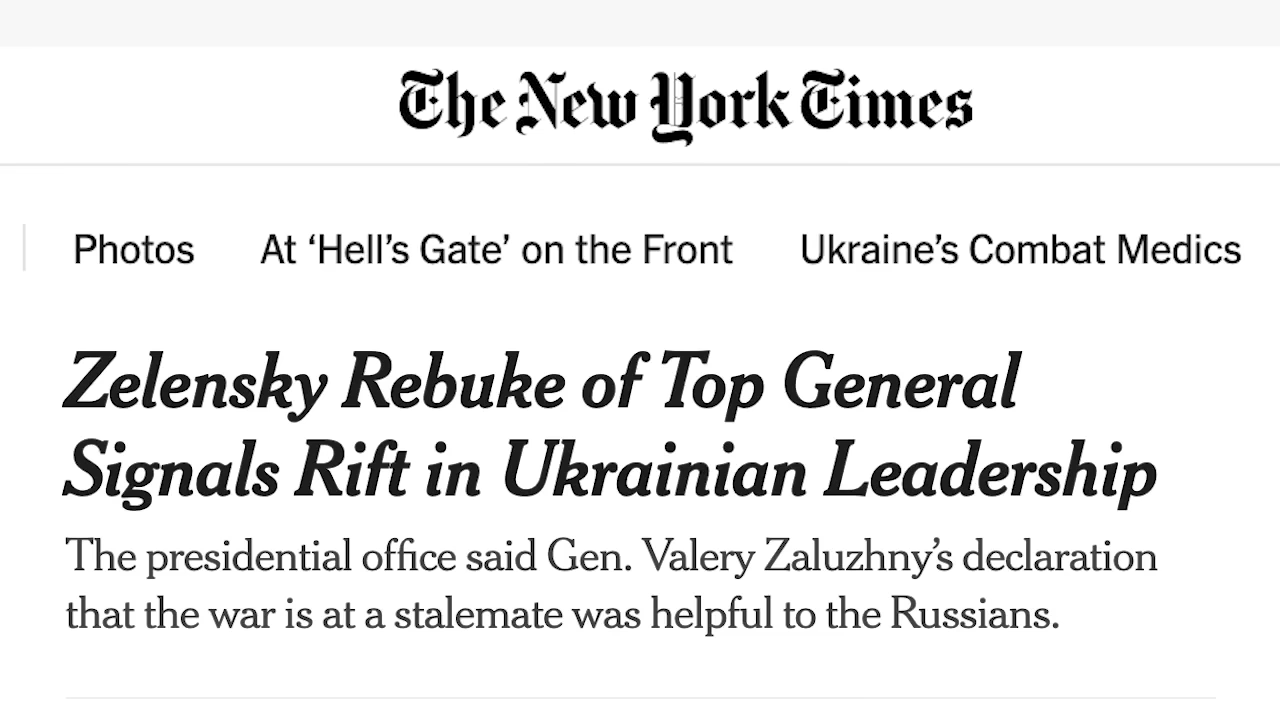 The New York Times
Photos At ‘Hell’s Gate’ on the Front Ukraine’s Combat Medics
Zelensky Rebuke of Top General
Signals Rift in Ukrainian Leadership
The presidential office said Gen. Valery Zaluzhny’s declaration
that the war is at a stalemate was helpful to the Russians.